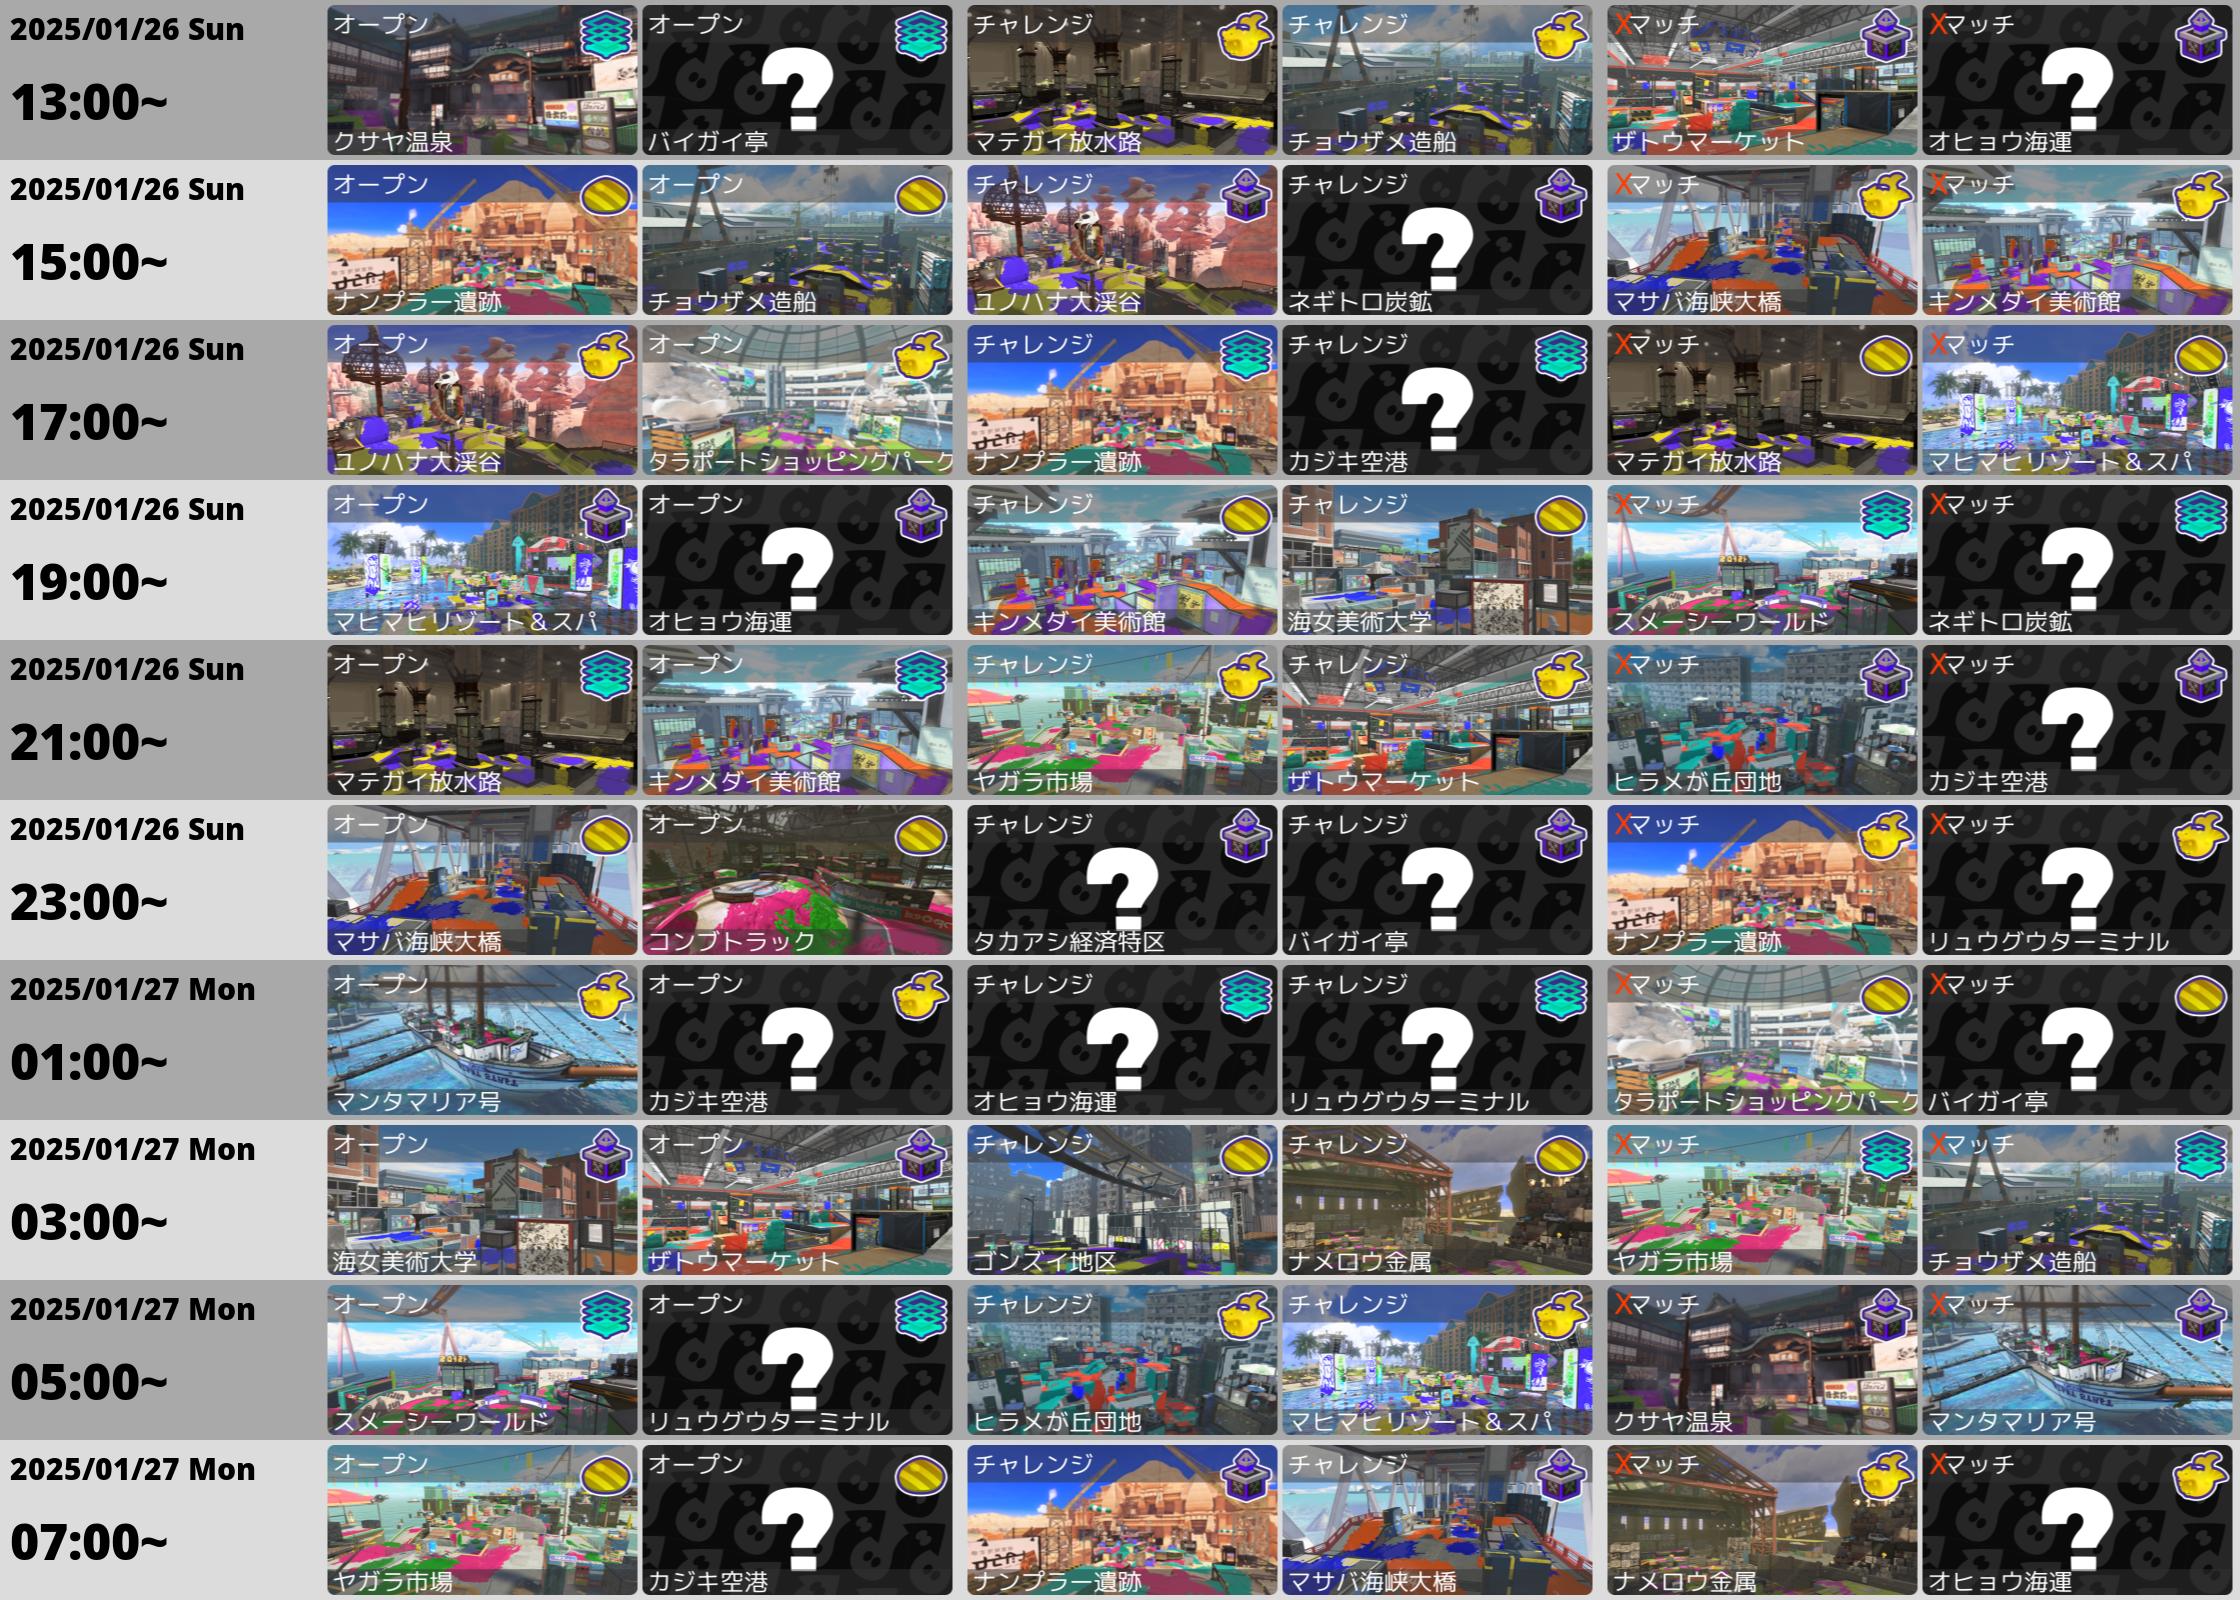 2025/01/26 Sun
13:00~
オープン
クサヤ温泉
オープン
バイガイ亭
チャレンジ
マテガイ放水路
チャレンジ
チョウザメ造船
Xマッチ
ザトウマーケット
Xマッチ
オヒョウ海運
2025/01/26 Sun
15:00~
オープン
ナンプラー遺跡
オープン
チョウザメ造船
チャレンジ
ユノハナ大渓谷
チャレンジ
ネギトロ炭鉱
Xマッチ
マサバ海峡大橋
Xマッチ
キンメダイ美術館
2025/01/26 Sun
17:00~
オープン
ユノハナ大渓谷
オープン
タラポートショッピングパーク
チャレンジ
ナンプラー遺跡
チャレンジ
カジキ空港
Xマッチ
マテガイ放水路
Xマッチ
マヒマヒリゾート&スパ
2025/01/26 Sun
19:00~
オープン
マヒマヒリゾート&スパ
オープン
オヒョウ海運
チャレンジ
キンメダイ美術館
チャレンジ
海女美術大学
Xマッチ
スメーシーワールド
Xマッチ
ネギトロ炭鉱
2025/01/26 Sun
21:00~
オープン
マテガイ放水路
オープン
キンメダイ美術館
チャレンジ
ヤガラ市場
チャレンジ
ザトウマーケット
Xマッチ
ヒラメが丘団地
Xマッチ
カジキ空港
2025/01/26 Sun
23:00~
オープン
マサバ海峡大橋
オープン
コンブトラック
チャレンジ
タカアシ経済特区
チャレンジ
バイガイ亭
Xマッチ
ナンプラー遺跡
Xマッチ
リュウグウターミナル
2025/01/27 Mon
01:00~
オープン
マンタマリア号
オープン
カジキ空港
チャレンジ
オヒョウ海運
チャレンジ
リュウグウターミナル
Xマッチ
タラポートショッピングパーク
Xマッチ
バイガイ亭
2025/01/27 Mon
03:00~
オープン
海女美術大学
オープン
ザトウマーケット
チャレンジ
ゴンズイ地区
チャレンジ
ナメロウ金属
Xマッチ
ヤガラ市場
Xマッチ
チョウザメ造船
2025/01/27 Mon
05:00~
オープン
スメーシーワールド
オープン
リュウグウターミナル
チャレンジ
ヒラメが丘団地
チャレンジ
マヒマヒリゾート&スパ
Xマッチ
クサヤ温泉
Xマッチ
マンタマリア号
2025/01/27 Mon
07:00~
オープン
ヤガラ市場
オープン
カジキ空港
チャレンジ
ナンプラー遺跡
チャレンジ
マサバ海峡大橋
Xマッチ
ナメロウ金属
Xマッチ
オヒョウ海運